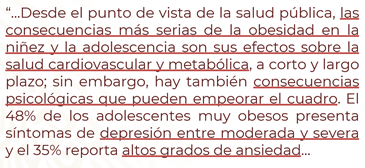 “...Desde el punto de vista de la salud pública, las
consecuencias más serias de la obesidad en la
niñez y la adolescencia son sus efectos sobre la
salud cardiovascular y metabólica, a corto y largo
plazo; sin embargo, hay también consecuencias
psicológicas que pueden empeorar el cuadro. El
48% de los adolescentes muy obesos presenta
síntomas de depresión entre moderada y severa
y el 35% reporta altos grados de ansiedad...